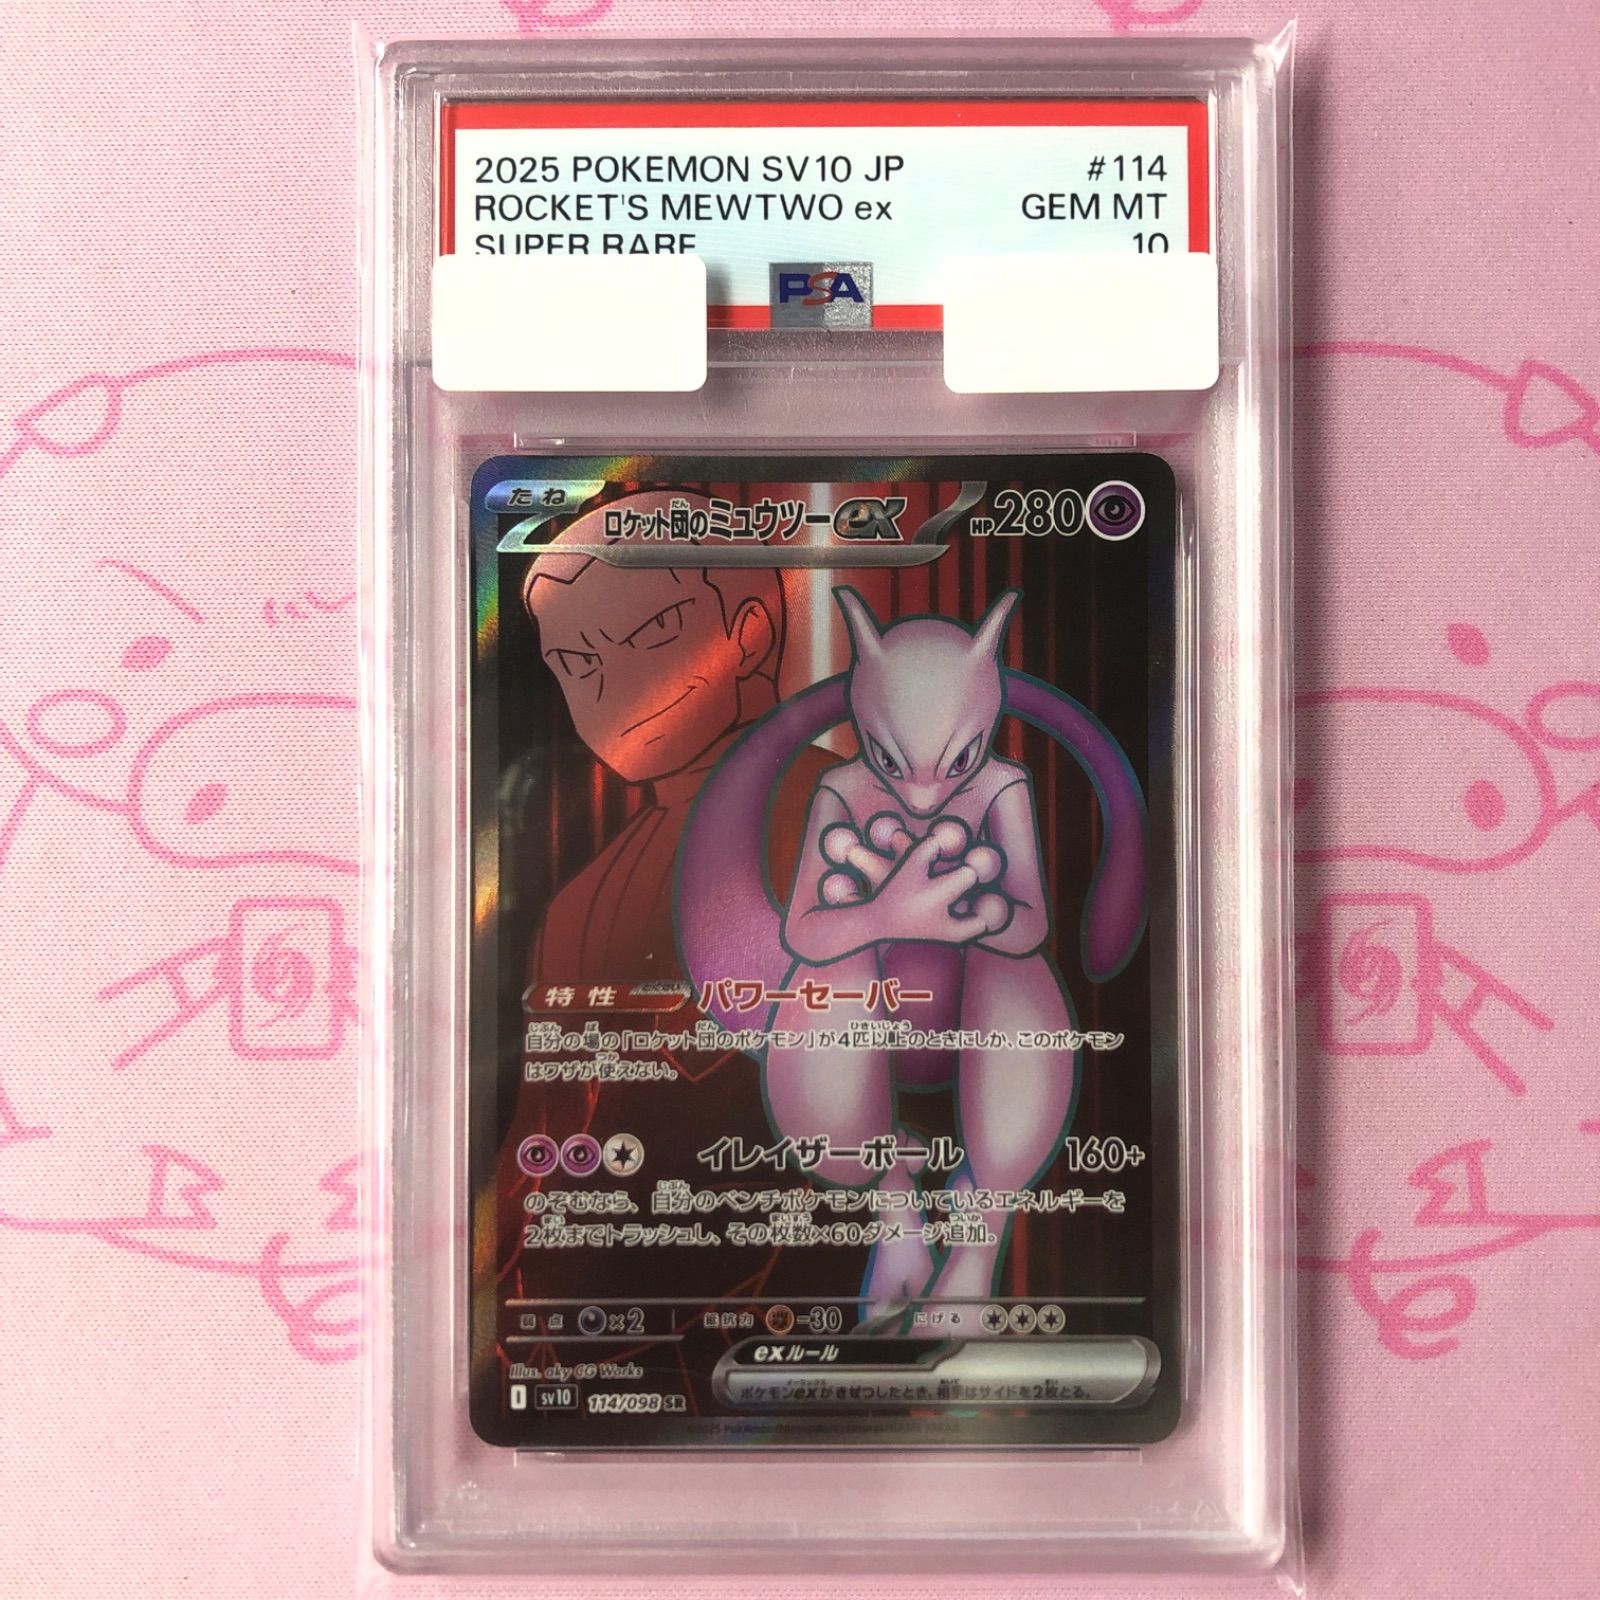 2025 POKEMON SV10 JP #114
ROCKET'S MEWTWO ex GEM MT
SUPER RARE 10
PSA
たね ロケット団のミュウツーex HP280
特性 パワーセーバー
自分の場の「ロケット団のポケモン」が4匹以上のときにしか、このポケモン
はワザが使えない。
イレイザーボール 160+
のぞむなら、自分のベンチポケモンについているエネルギーを
2枚までトラッシュし、その枚数×60ダメージ追加。
弱点 ×2 抵抗力 -30 にげる
exルール
ポケモンexがきぜつしたとき、相手はサイドを2枚とる。
Illus. aky CG Works
I sv10 114/098 SR